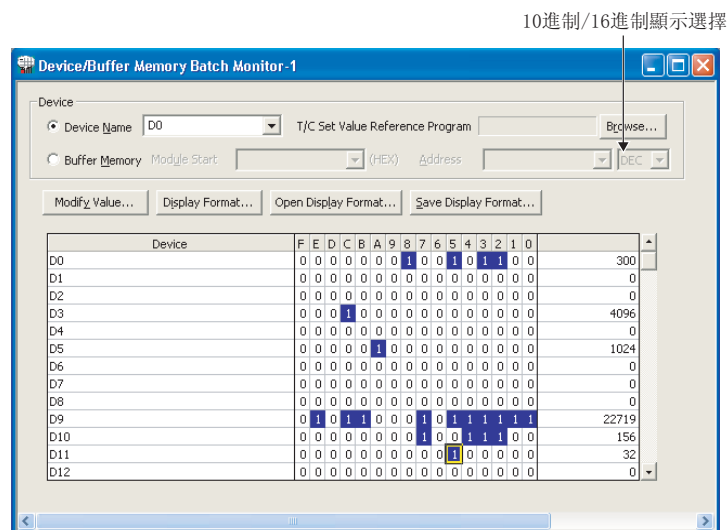 10進制/16進制顯示選擇
Device/Buffer Memory Batch Monitor-1
Device
Device Name D0 T/C Set Value Reference Program Browse...
Buffer Memory Module Start (HEX) Address DEC
Modify Value... Display Format... Open Display Format... Save Display Format...
Device F E D C B A 9 8 7 6 5 4 3 2 1 0
D0 0 0 0 0 0 0 0 1 0 0 1 0 1 1 0 0 300
D1 0 0 0 0 0 0 0 0 0 0 0 0 0 0 0 0 0
D2 0 0 0 0 0 0 0 0 0 0 0 0 0 0 0 0 0
D3 0 0 0 1 0 0 0 0 0 0 0 0 0 0 0 0 4096
D4 0 0 0 0 0 0 0 0 0 0 0 0 0 0 0 0 0
D5 0 0 0 0 0 1 0 0 0 0 0 0 0 0 0 0 1024
D6 0 0 0 0 0 0 0 0 0 0 0 0 0 0 0 0 0
D7 0 0 0 0 0 0 0 0 0 0 0 0 0 0 0 0 0
D8 0 0 0 0 0 0 0 0 0 0 0 0 0 0 0 0 0
D9 0 1 0 1 1 0 0 0 1 0 1 1 1 1 1 1 22719
D10 0 0 0 0 0 0 0 0 1 0 0 1 1 1 0 0 156
D11 0 0 0 0 0 0 0 0 0 0 1 0 0 0 0 0 32
D12 0 0 0 0 0 0 0 0 0 0 0 0 0 0 0 0 0